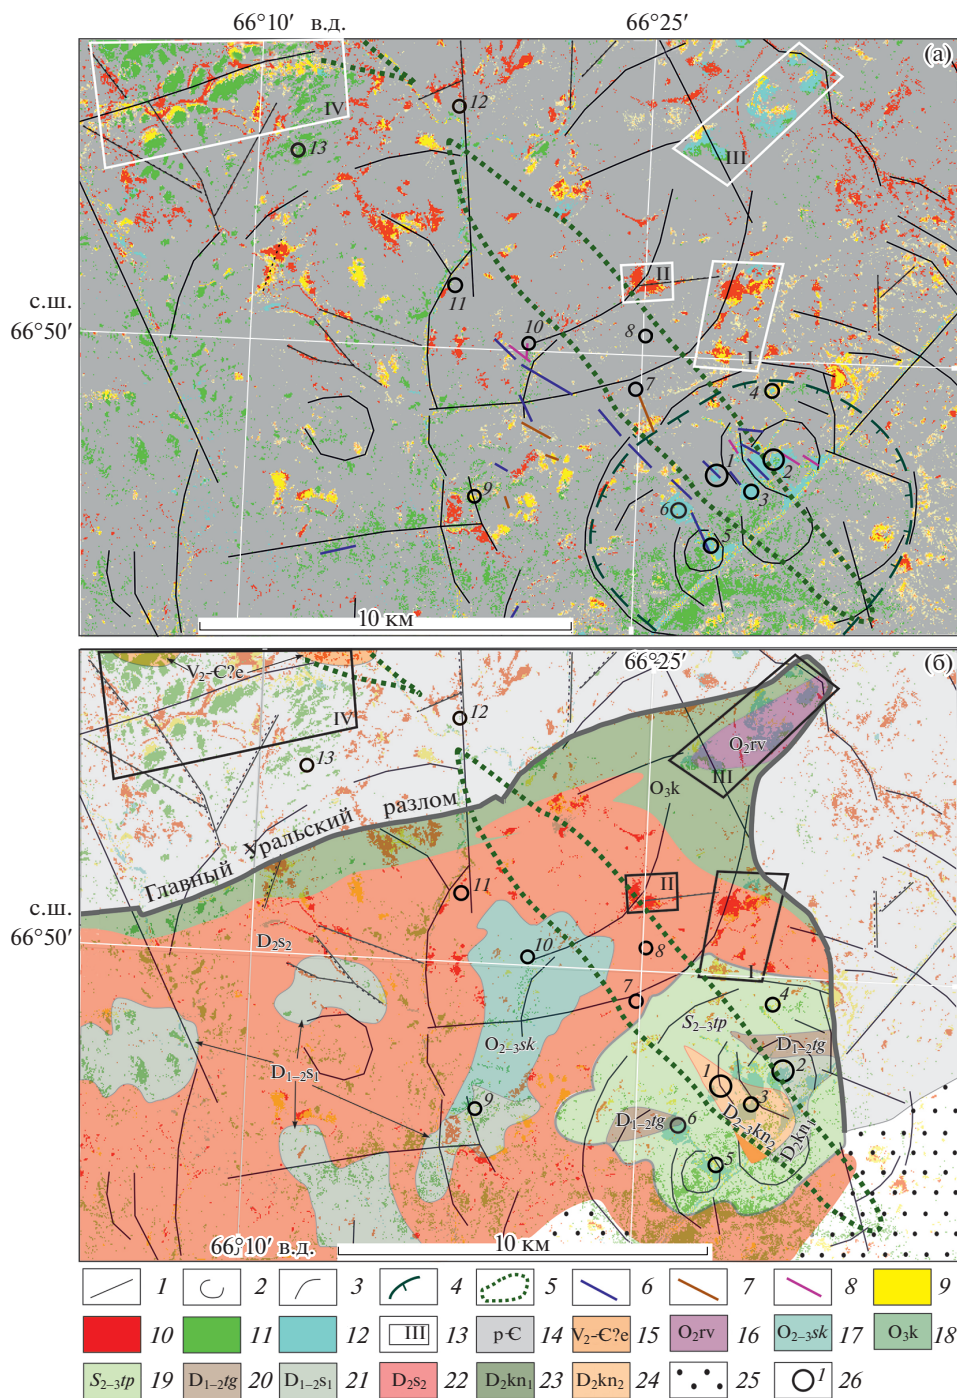 66°10′ в.д.
66°25′
(а)
IV
12
13
III
11
II
с.ш.
66°50′
10
8
I
7
4
1
2
3
9
6
5
10 км
66°25′
(б)
V₂-Є?e
IV
12
O₂rv
13
III
O₃k
Главный Уральский разлом
11
II
с.ш.
66°50′
D₂s₂
10
8
I
7
4
S₂₋₃tp
O₂₋₃sk
D₁₋₂tg
1
2
D₁₋₂s₁
3
9
D₂₋₃kn₂
D₂kn₁
D₁₋₂tg
6
5
66°10′ в.д.
10 км
1 2 3 4 5 6 7 8 9
10 11 12 III 13 p Є 14 V₂-Є?e 15 O₂rv 16 O₂₋₃sk 17 O₃k 18
S₂₋₃tp 19 D₁₋₂tg 20 D₁₋₂s₁ 21 D₂s₂ 22 D₂kn₁ 23 D₂kn₂ 24 25 1 26